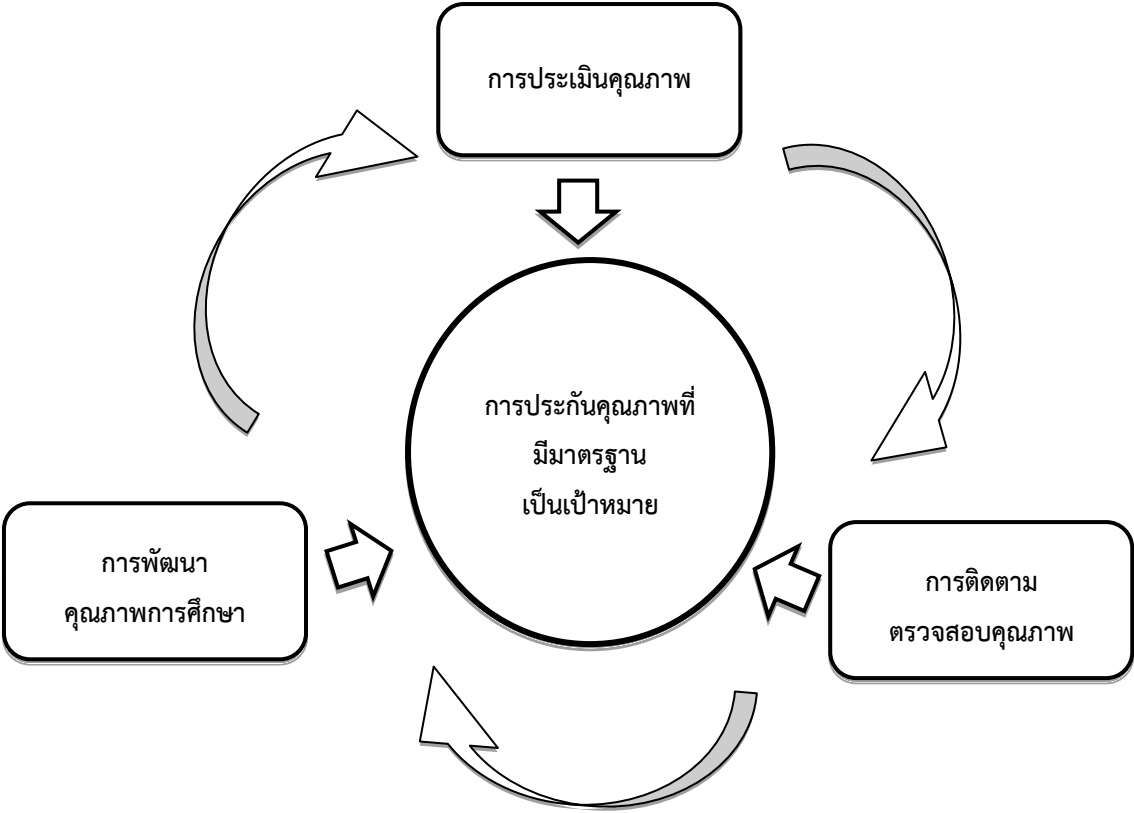 การประเมินคุณภาพ
การประกันคุณภาพที่
มีมาตรฐาน
เป็นเป้าหมาย
การพัฒนา
คุณภาพการศึกษา
การติดตาม
ตรวจสอบคุณภาพ